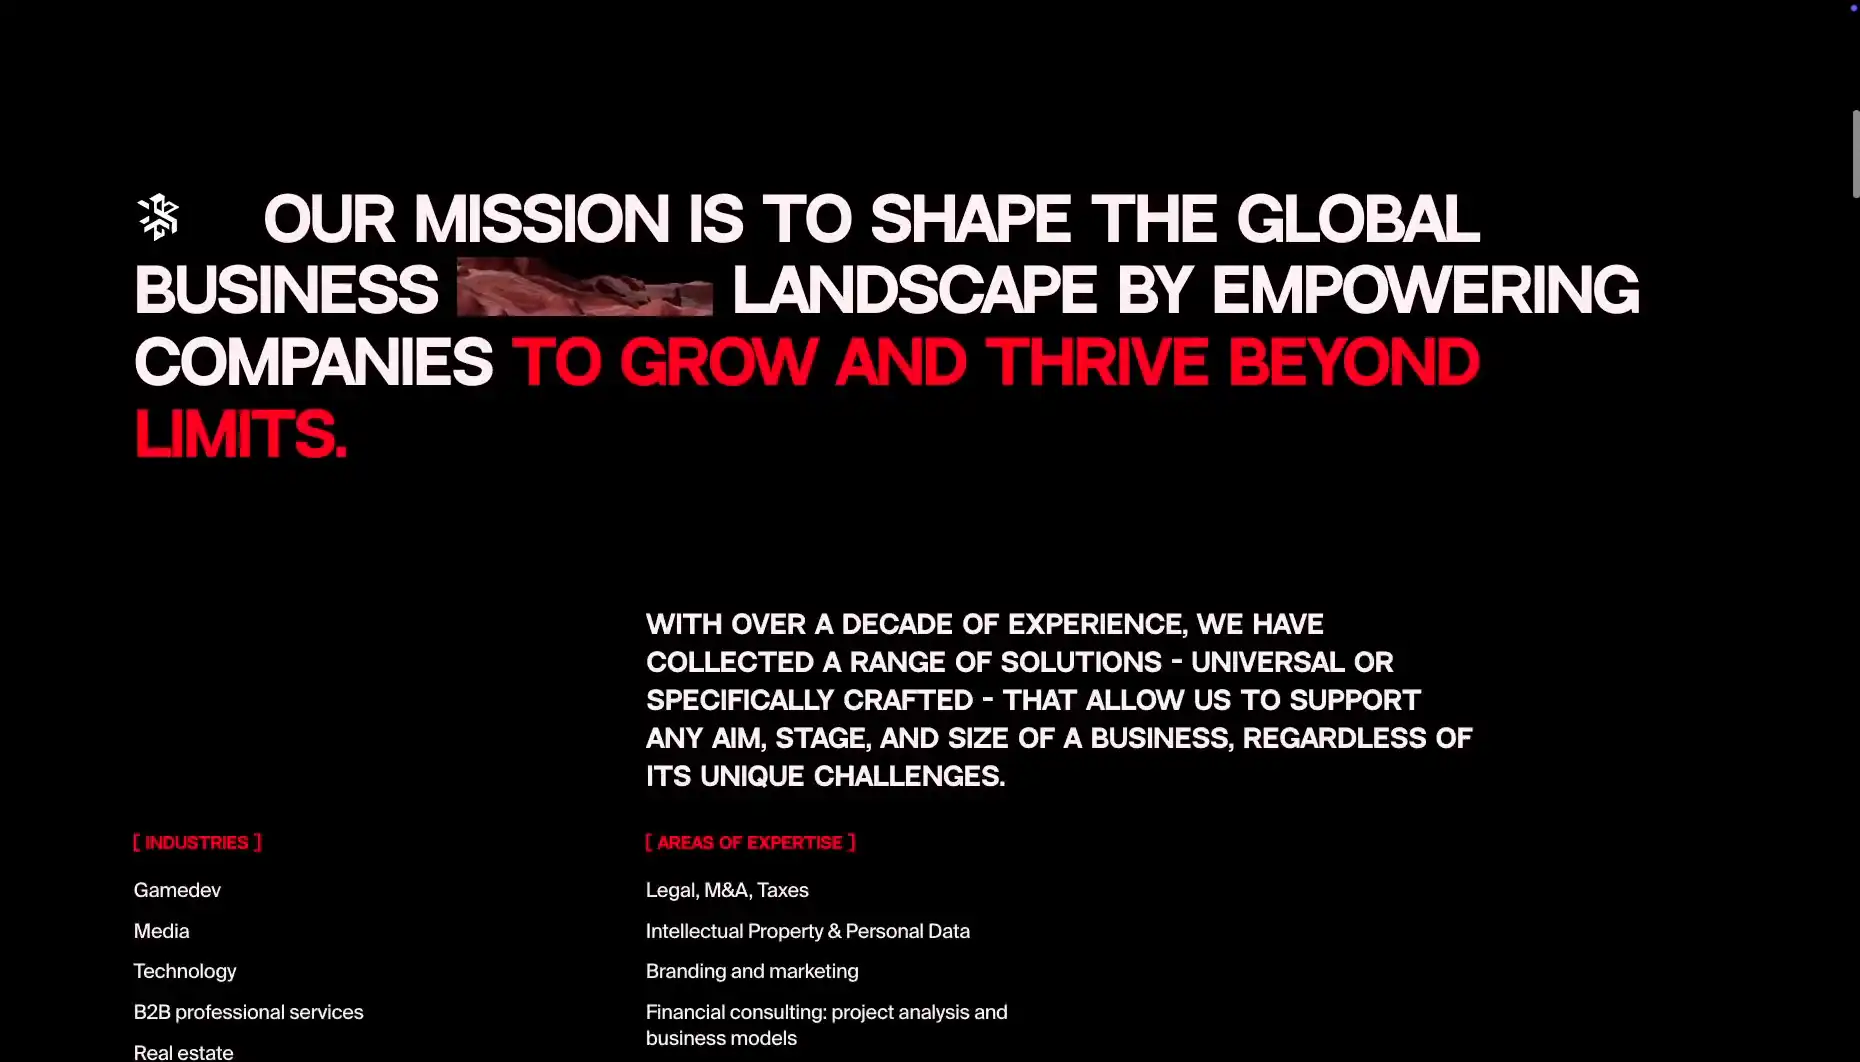 OUR MISSION IS TO SHAPE THE GLOBAL
BUSINESS LANDSCAPE BY EMPOWERING
COMPANIES TO GROW AND THRIVE BEYOND
LIMITS.
WITH OVER A DECADE OF EXPERIENCE, WE HAVE
COLLECTED A RANGE OF SOLUTIONS - UNIVERSAL OR
SPECIFICALLY CRAFTED - THAT ALLOW US TO SUPPORT
ANY AIM, STAGE, AND SIZE OF A BUSINESS, REGARDLESS OF
ITS UNIQUE CHALLENGES.
[ INDUSTRIES ]
Gamedev
Media
Technology
B2B professional services
Real estate
[ AREAS OF EXPERTISE ]
Legal, M&A, Taxes
Intellectual Property & Personal Data
Branding and marketing
Financial consulting: project analysis and
business models